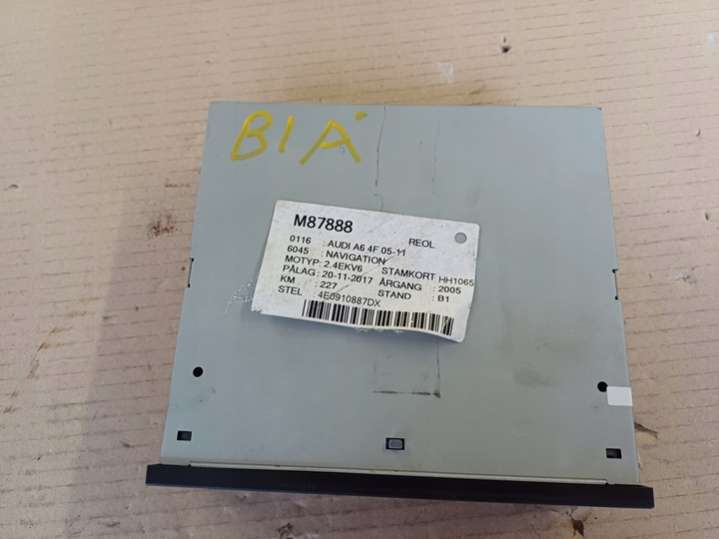 BIA
M87888
REOL
0116 : AUDI A6 4F 05-11
6045 : NAVIGATION
MOTYP: 2.4EKV6 STAMKORT HH1065
PÅLAG: 20-11-2017 ÅRGANG : 2005
KM : 227 STAND : B1
STEL 4E0910887DX